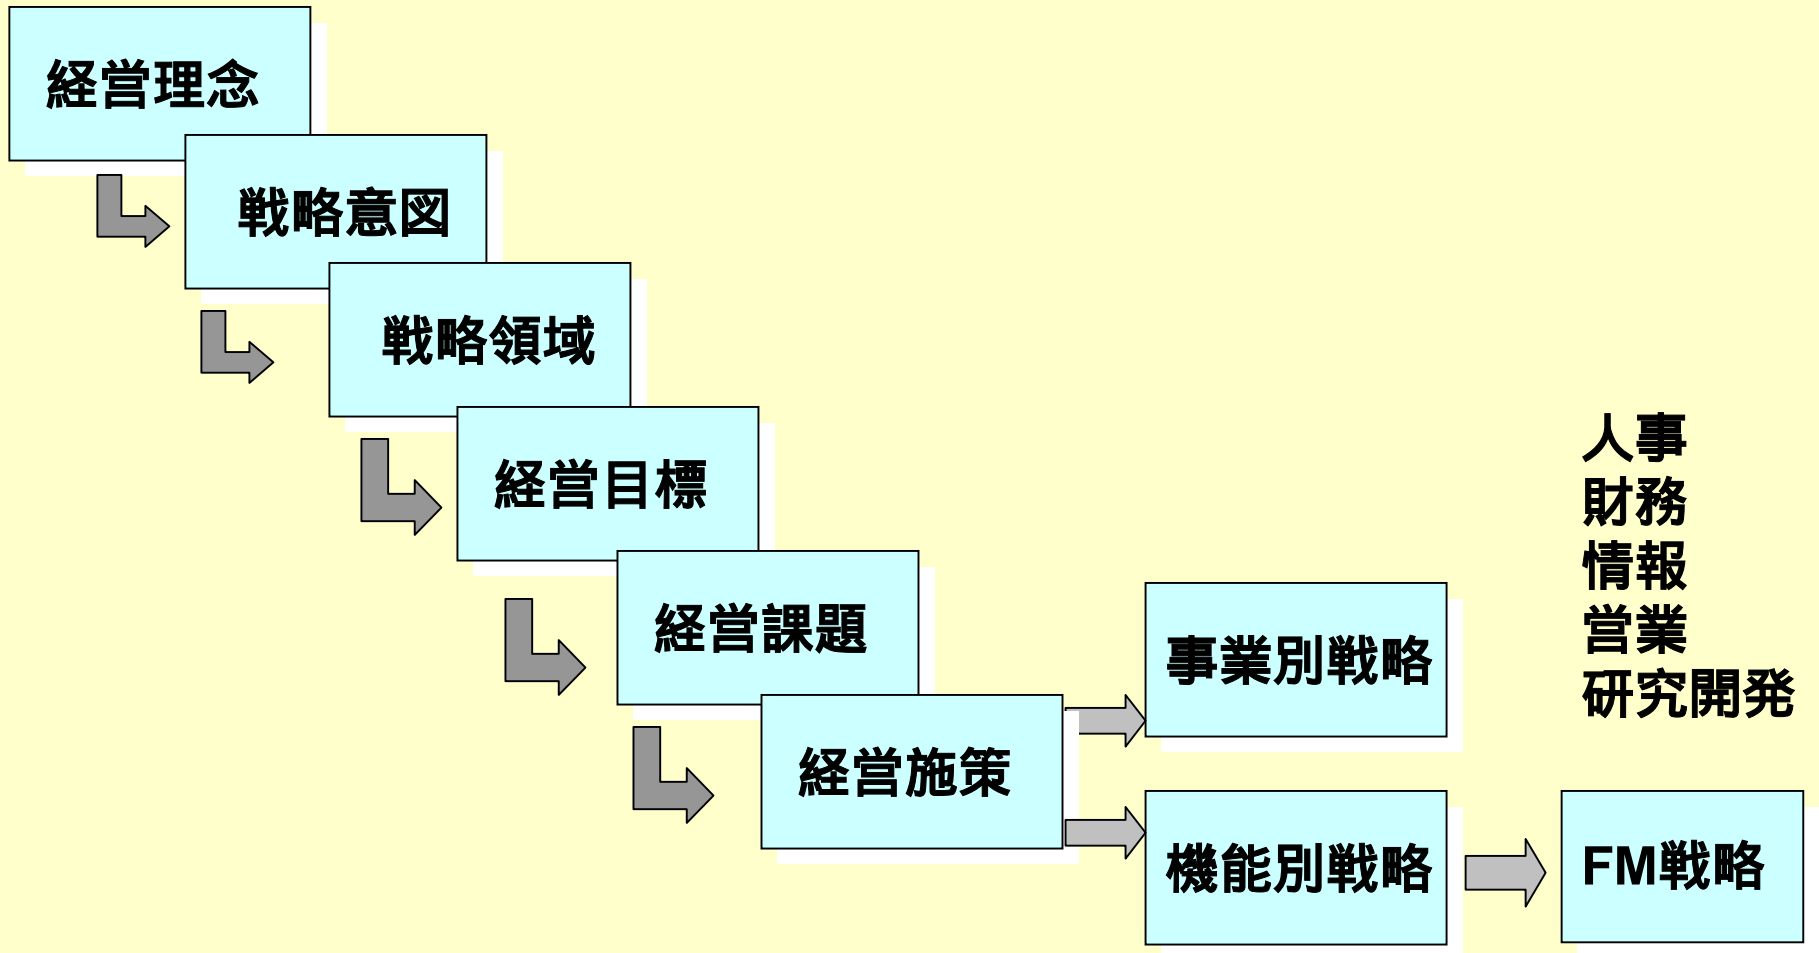 経営理念
戦略意図
戦略領域
経営目標
経営課題
経営施策
事業別戦略
機能別戦略
人事
財務
情報
営業
研究開発
FM戦略